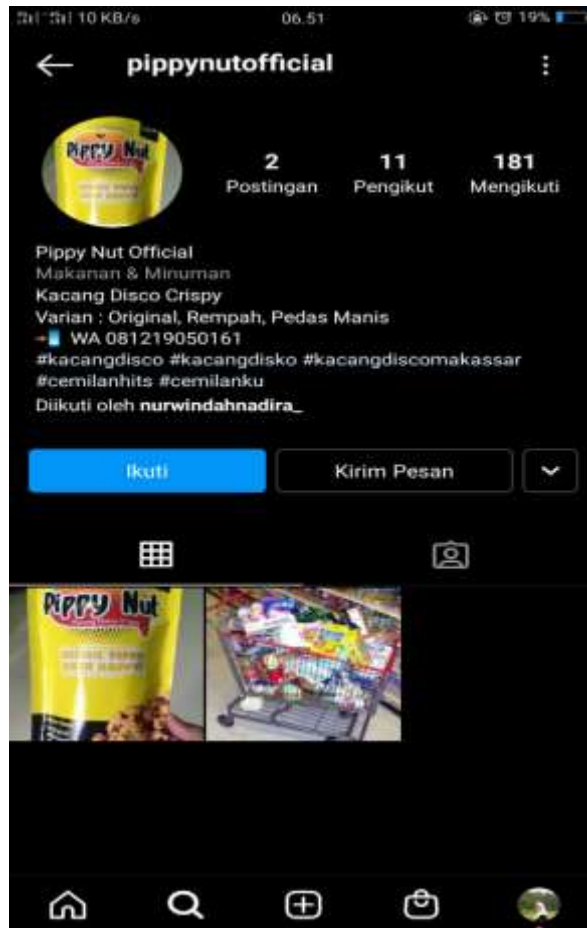 10 KB/s 06.51 19%
pippynutofficial
Pippy Nut
2 11 181
Postingan Pengikut Mengikuti
Pippy Nut Official
Makanan & Minuman
Kacang Disco Crispy
Varian : Original, Rempah, Pedas Manis
WA 081219050161
#kacangdisco #kacangdisko #kacangdiscomakassar
#cemilanhits #cemilanku
Diikuti oleh nurwindahnadira_
Ikuti Kirim Pesan
Pippy Nut